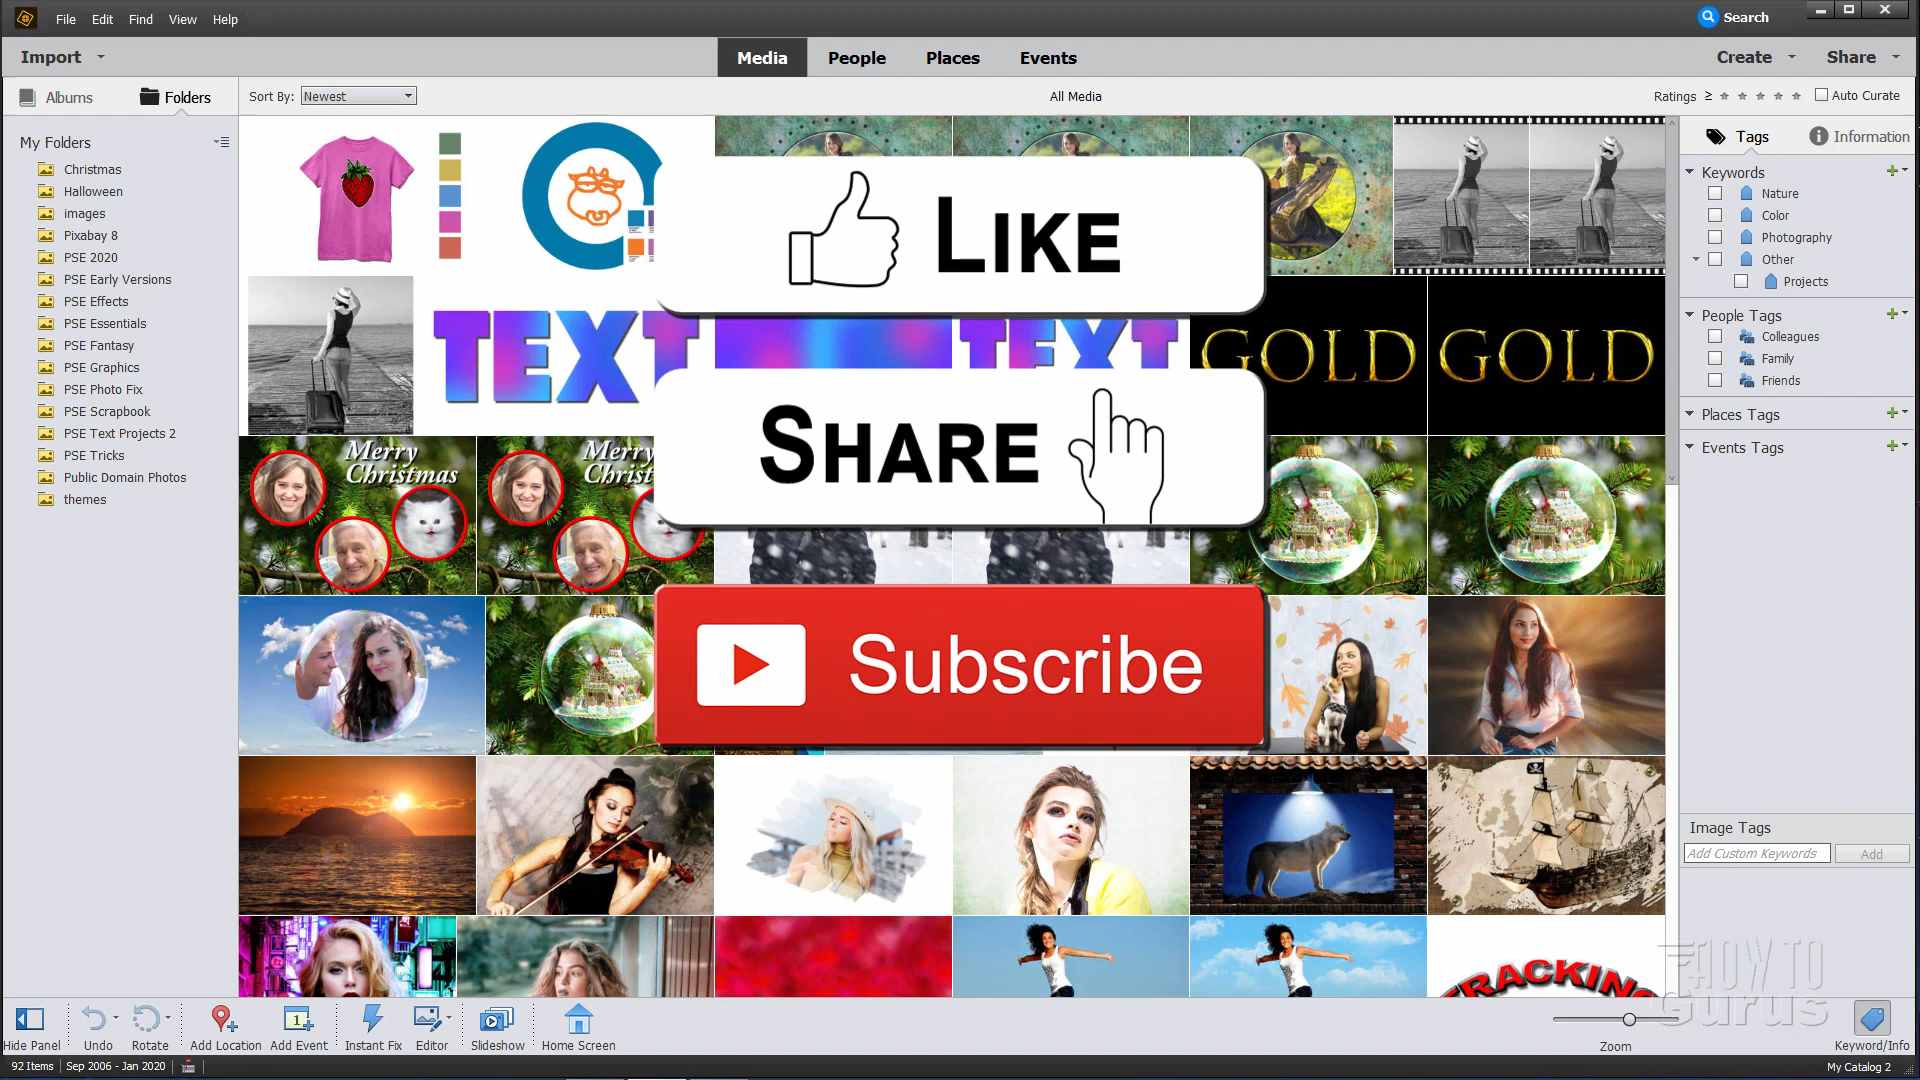 File Edit Find View Help
Search
Import
Media People Places Events
Create Share
Albums Folders
Sort By: Newest
All Media
Ratings ≥ Auto Curate
My Folders
Christmas
Halloween
images
Pixabay 8
PSE 2020
PSE Early Versions
PSE Effects
PSE Essentials
PSE Fantasy
PSE Graphics
PSE Photo Fix
PSE Scrapbook
PSE Text Projects 2
PSE Tricks
Public Domain Photos
themes
LIKE
TEXT
TEXT
GOLD
GOLD
SHARE
Merry
Christmas
Merry
Christmas
Subscribe
TRACKING
Tags Information
Keywords
Nature
Color
Photography
Other
Projects
People Tags
Colleagues
Family
Friends
Places Tags
Events Tags
Image Tags
Add Custom Keywords Add
HOW TO
Gurus
1
Hide Panel Undo Rotate Add Location Add Event Instant Fix Editor Slideshow Home Screen Zoom Keyword/Info
92 Items Sep 2006 - Jan 2020 My Catalog 2